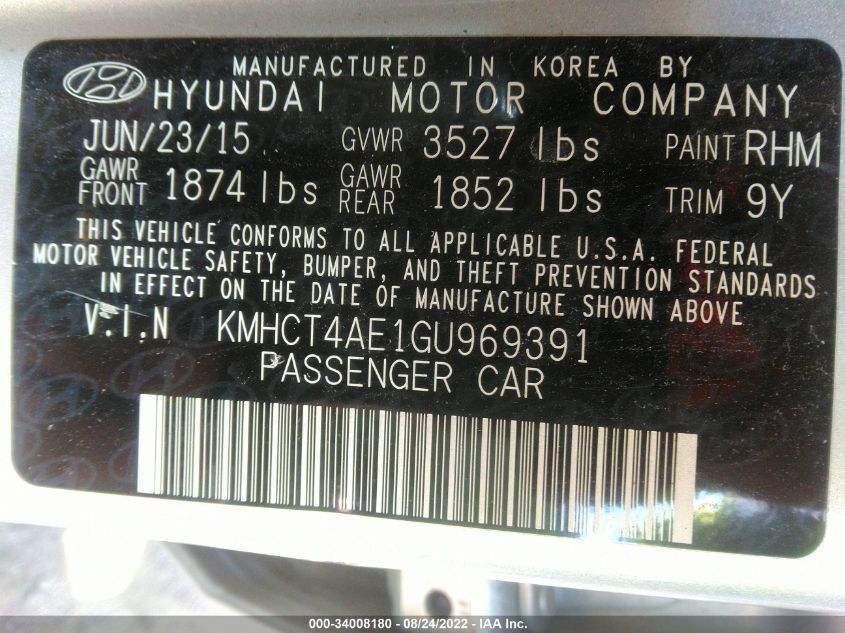 MANUFACTURED IN KOREA BY
HYUNDAI MOTOR COMPANY
JUN/23/15 GVWR 3527 lbs PAINT RHM
GAWR FRONT 1874 lbs GAWR REAR 1852 lbs TRIM 9Y
THIS VEHICLE CONFORMS TO ALL APPLICABLE U.S.A. FEDERAL
MOTOR VEHICLE SAFETY, BUMPER, AND THEFT PREVENTION STANDARDS
IN EFFECT ON THE DATE OF MANUFACTURE SHOWN ABOVE
V.I.N KMHCT4AE1GU969391
PASSENGER CAR
000-34008180 - 08/24/2022 - IAA Inc.